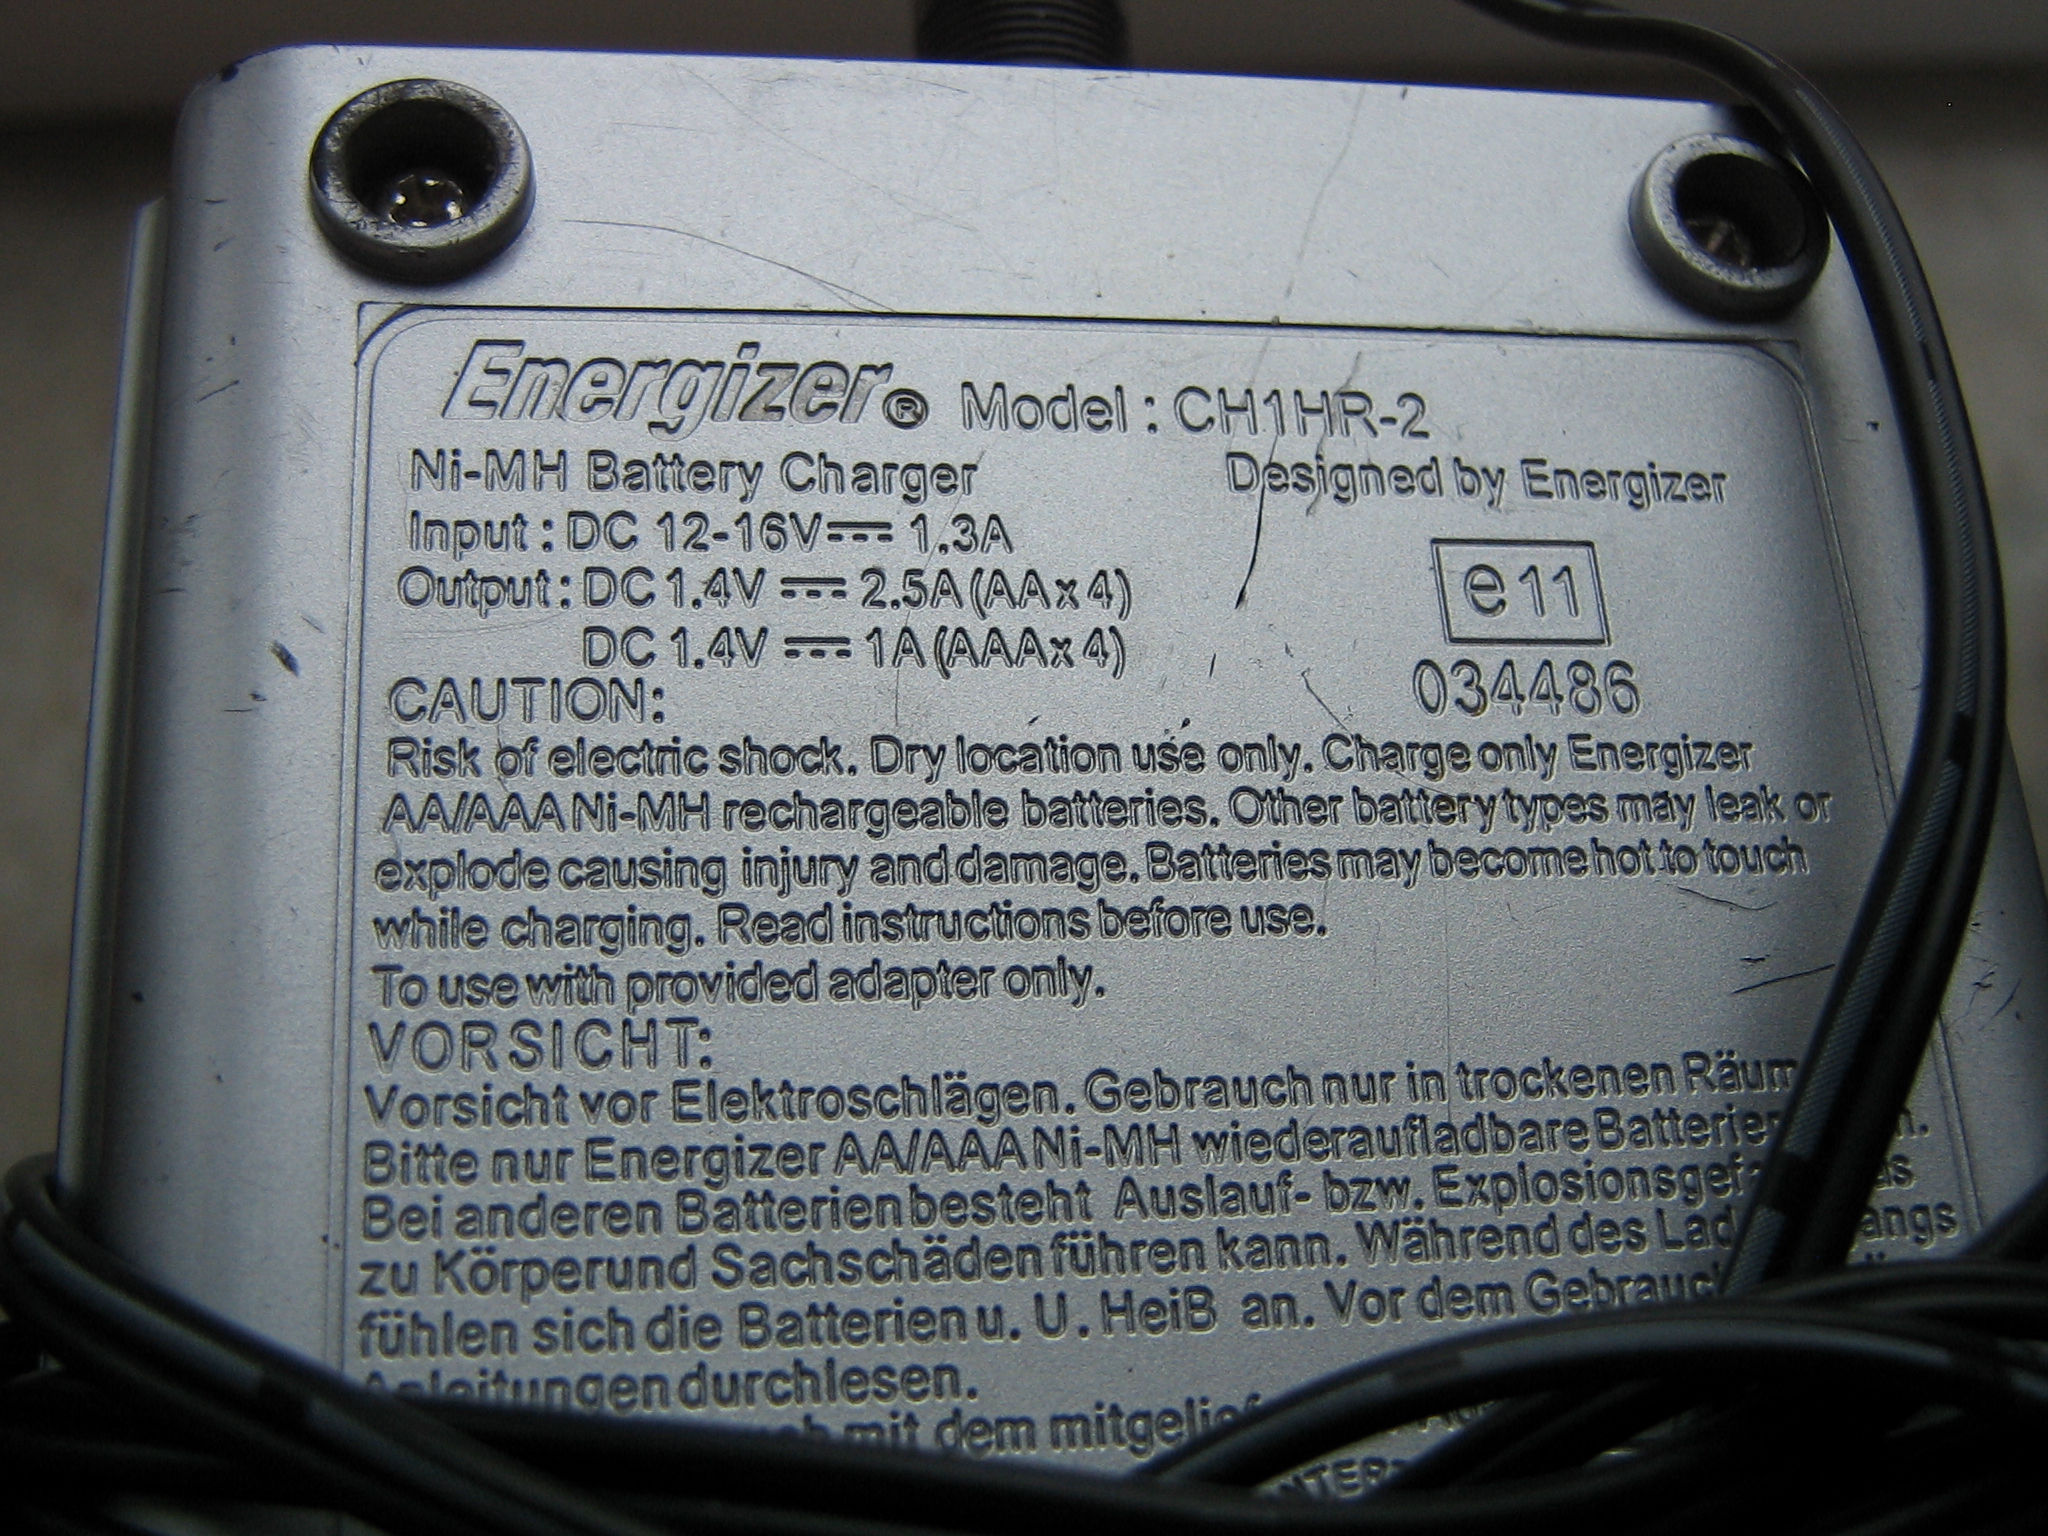 Energizer® Model : CH1HR-2
Ni-MH Battery Charger Designed by Energizer
Input : DC 12-16V⎓ 1.3A
Output : DC 1.4V ⎓ 2.5A (AA x 4)
DC 1.4V ⎓ 1A (AAA x 4)
e11
034486
CAUTION:
Risk of electric shock. Dry location use only. Charge only Energizer
AA/AAA Ni-MH rechargeable batteries. Other battery types may leak or
explode causing injury and damage. Batteries may become hot to touch
while charging. Read instructions before use.
To use with provided adapter only.
VORSICHT:
Vorsicht vor Elektroschlägen. Gebrauch nur in trockenen
Bitte nur Energizer AA/AAA Ni-MH wiederaufladbare
Bei anderen Batterien besteht Auslauf- bzw.
zu Körperund Sachschäden führen kann. Während des
fühlen sich die Batterien u. U. HeiB an. Vor dem
Anleitungen durchlesen.
mit dem